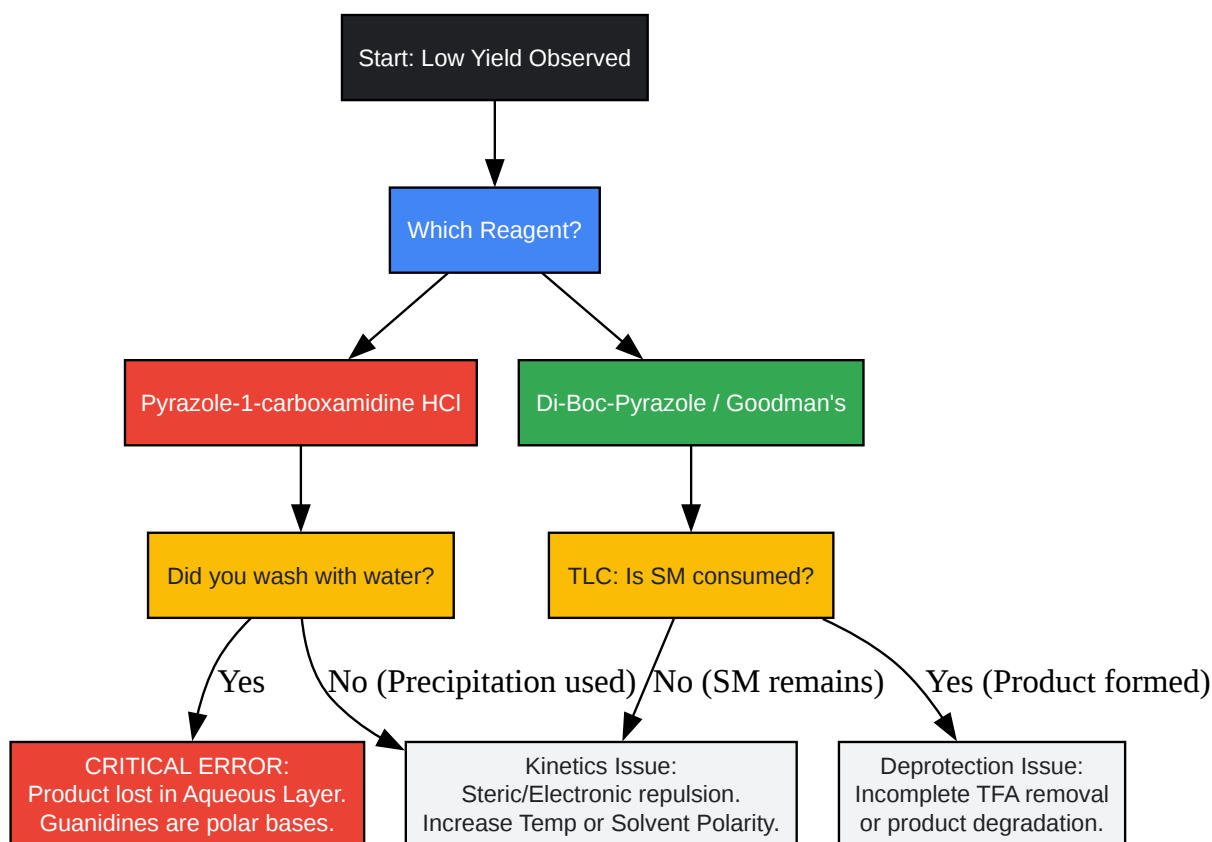 Start: Low Yield Observed
Which Reagent?
Pyrazole-1-carboxamidine HCl
Di-Boc-Pyrazole / Goodman's
Did you wash with water?
TLC: Is SM consumed?
Yes
No (Precipitation used)
No (SM remains)
Yes (Product formed)
CRITICAL ERROR:
Product lost in Aqueous Layer.
Guanidines are polar bases.
Kinetics Issue:
Steric/Electronic repulsion.
Increase Temp or Solvent Polarity.
Deprotection Issue:
Incomplete TFA removal
or product degradation.